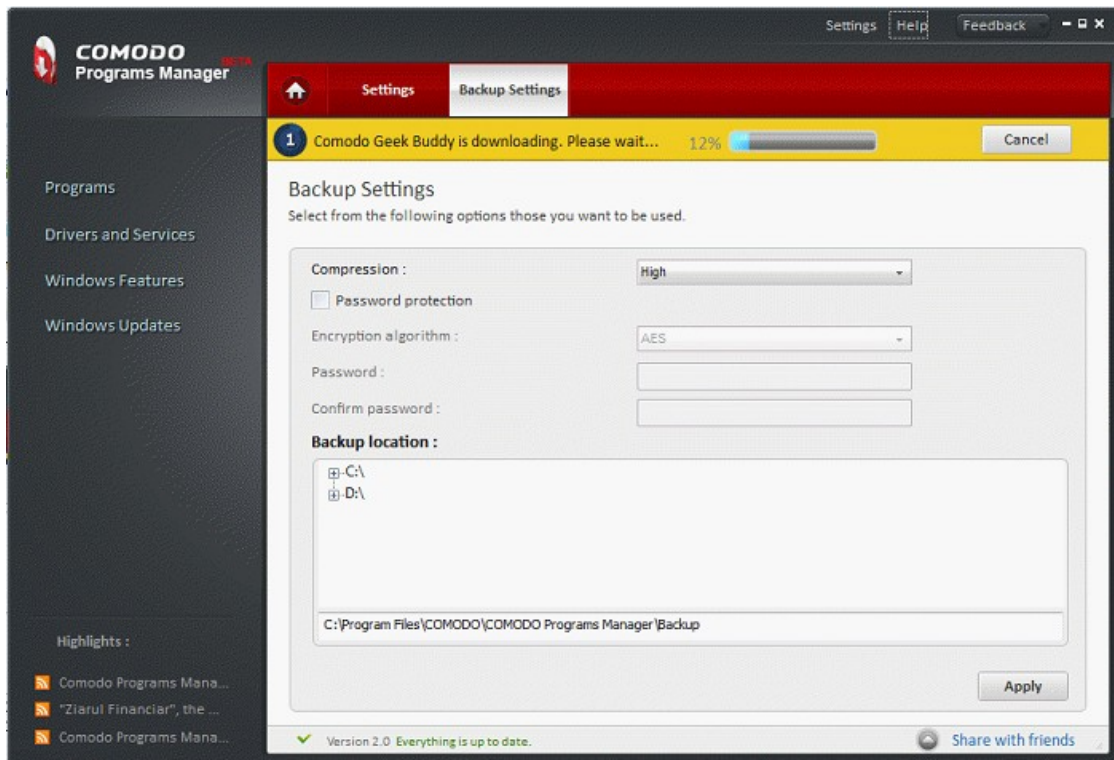 Settings Help Feedback
COMODO
Programs Manager BETA
Settings Backup Settings
1 Comodo Geek Buddy is downloading. Please wait... 12% Cancel
Programs
Drivers and Services
Windows Features
Windows Updates
Backup Settings
Select from the following options those you want to be used.
Compression : High
Password protection
Encryption algorithm : AES
Password :
Confirm password :
Backup location :
C:\
D:\
C:\Program Files\COMODO\COMODO Programs Manager\Backup
Apply
Highlights :
Comodo Programs Mana...
"Ziarul Financiar", the ...
Comodo Programs Mana...
Version 2.0 Everything is up to date. Share with friends